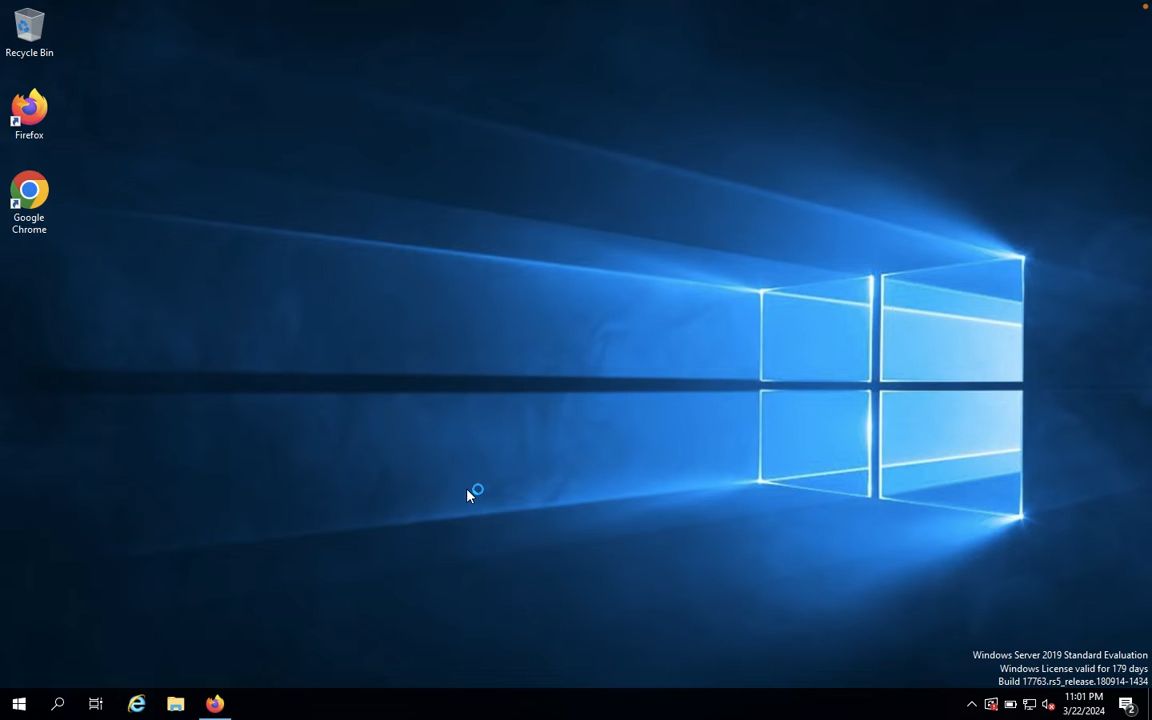 Recycle Bin
Firefox
Google
Chrome
Windows Server 2019 Standard Evaluation
Windows License valid for 179 days
Build 17763.rs5_release.180914-1434
11:01 PM
3/22/2024
2